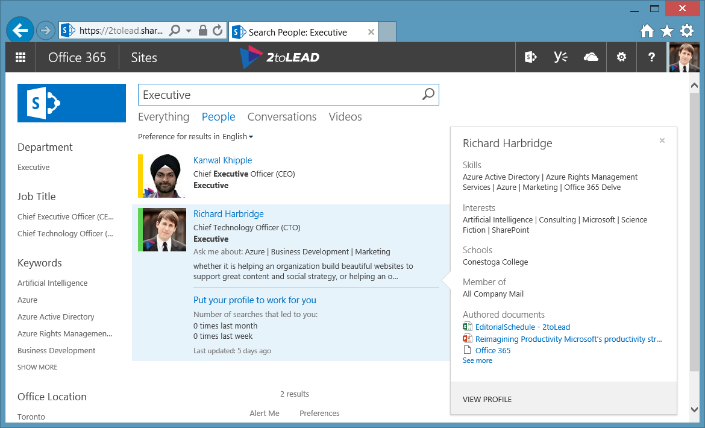 https://2tolead.shar...
Search People: Executive
Office 365
Sites
2toLEAD
?
Executive
Everything
People
Conversations
Videos
Preference for results in English
Department
Executive
Job Title
Chief Executive Officer (CE...
Chief Technology Officer (...
Keywords
Artificial Intelligence
Azure
Azure Active Directory
Azure Rights Managemen...
Business Development
SHOW MORE
Office Location
Toronto
Kanwal Khipple
Chief Executive Officer (CEO)
Executive
Richard Harbridge
Chief Technology Officer (CTO)
Executive
Ask me about: Azure | Business Development | Marketing
whether it is helping an organization build beautiful websites to
support great content and social strategy, or helping an o...
Put your profile to work for you
Number of searches that led to you:
0 times last month
0 times last week
Last updated: 5 days ago
2 results
Alert Me
Preferences
Richard Harbridge
Skills
Azure Active Directory | Azure Rights Management
Services | Azure | Marketing | Office 365 Delve
Interests
Artificial Intelligence | Consulting | Microsoft | Science
Fiction | SharePoint
Schools
Conestoga College
Member of
All Company Mail
Authored documents
EditorialSchedule - 2toLead
Reimagining Productivity Microsoft's productivity str...
Office 365
See more
VIEW PROFILE